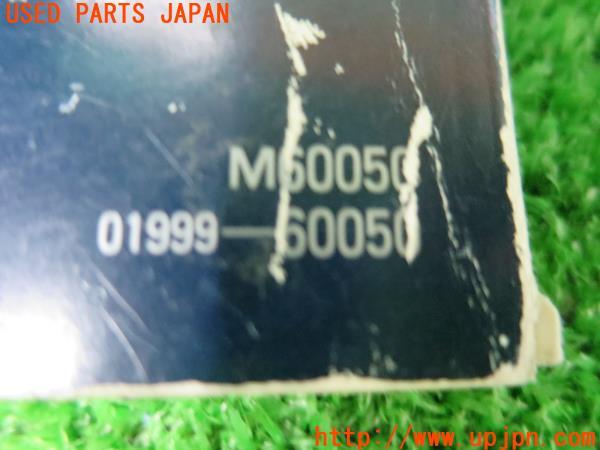 USED PARTS JAPAN
M60050
01999-60050
http://www.upjpn.com/